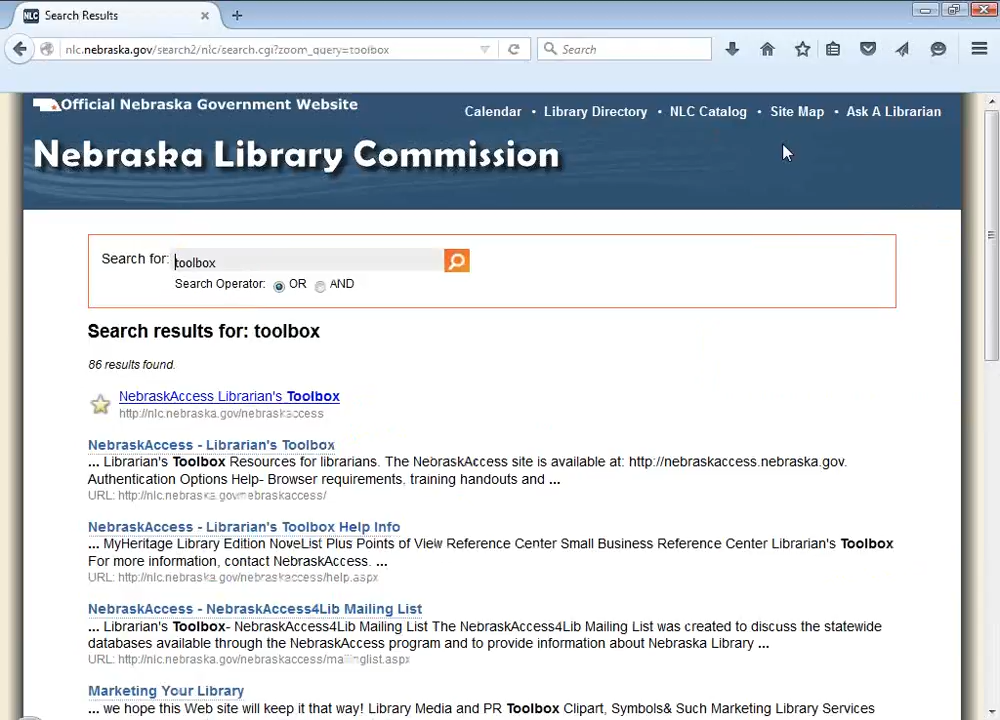 NLC Search Results
nlc.nebraska.gov/search2/nlc/search.cgi?zoom_query=toolbox
Search
Official Nebraska Government Website
Calendar • Library Directory • NLC Catalog • Site Map • Ask A Librarian
Nebraska Library Commission
Search for: toolbox
Search Operator: OR AND
Search results for: toolbox
86 results found.
NebraskAccess Librarian's Toolbox
http://nlc.nebraska.gov/nebraskaccess
NebraskAccess - Librarian's Toolbox
... Librarian's Toolbox Resources for librarians. The NebraskAccess site is available at: http://nebraskaccess.nebraska.gov.
Authentication Options Help- Browser requirements, training handouts and ...
URL: http://nlc.nebraska.gov/nebraskaccess/
NebraskAccess - Librarian's Toolbox Help Info
... MyHeritage Library Edition NoveList Plus Points of View Reference Center Small Business Reference Center Librarian's Toolbox
For more information, contact NebraskAccess. ...
URL: http://nlc.nebraska.gov/nebraskaccess/help.aspx
NebraskAccess - NebraskAccess4Lib Mailing List
... Librarian's Toolbox- NebraskAccess4Lib Mailing List The NebraskAccess4Lib Mailing List was created to discuss the statewide
databases available through the NebraskAccess program and to provide information about Nebraska Library ...
URL: http://nlc.nebraska.gov/nebraskaccess/mailinglist.aspx
Marketing Your Library
... we hope this Web site will keep it that way! Library Media and PR Toolbox Clipart, Symbols& Such Marketing Library Services